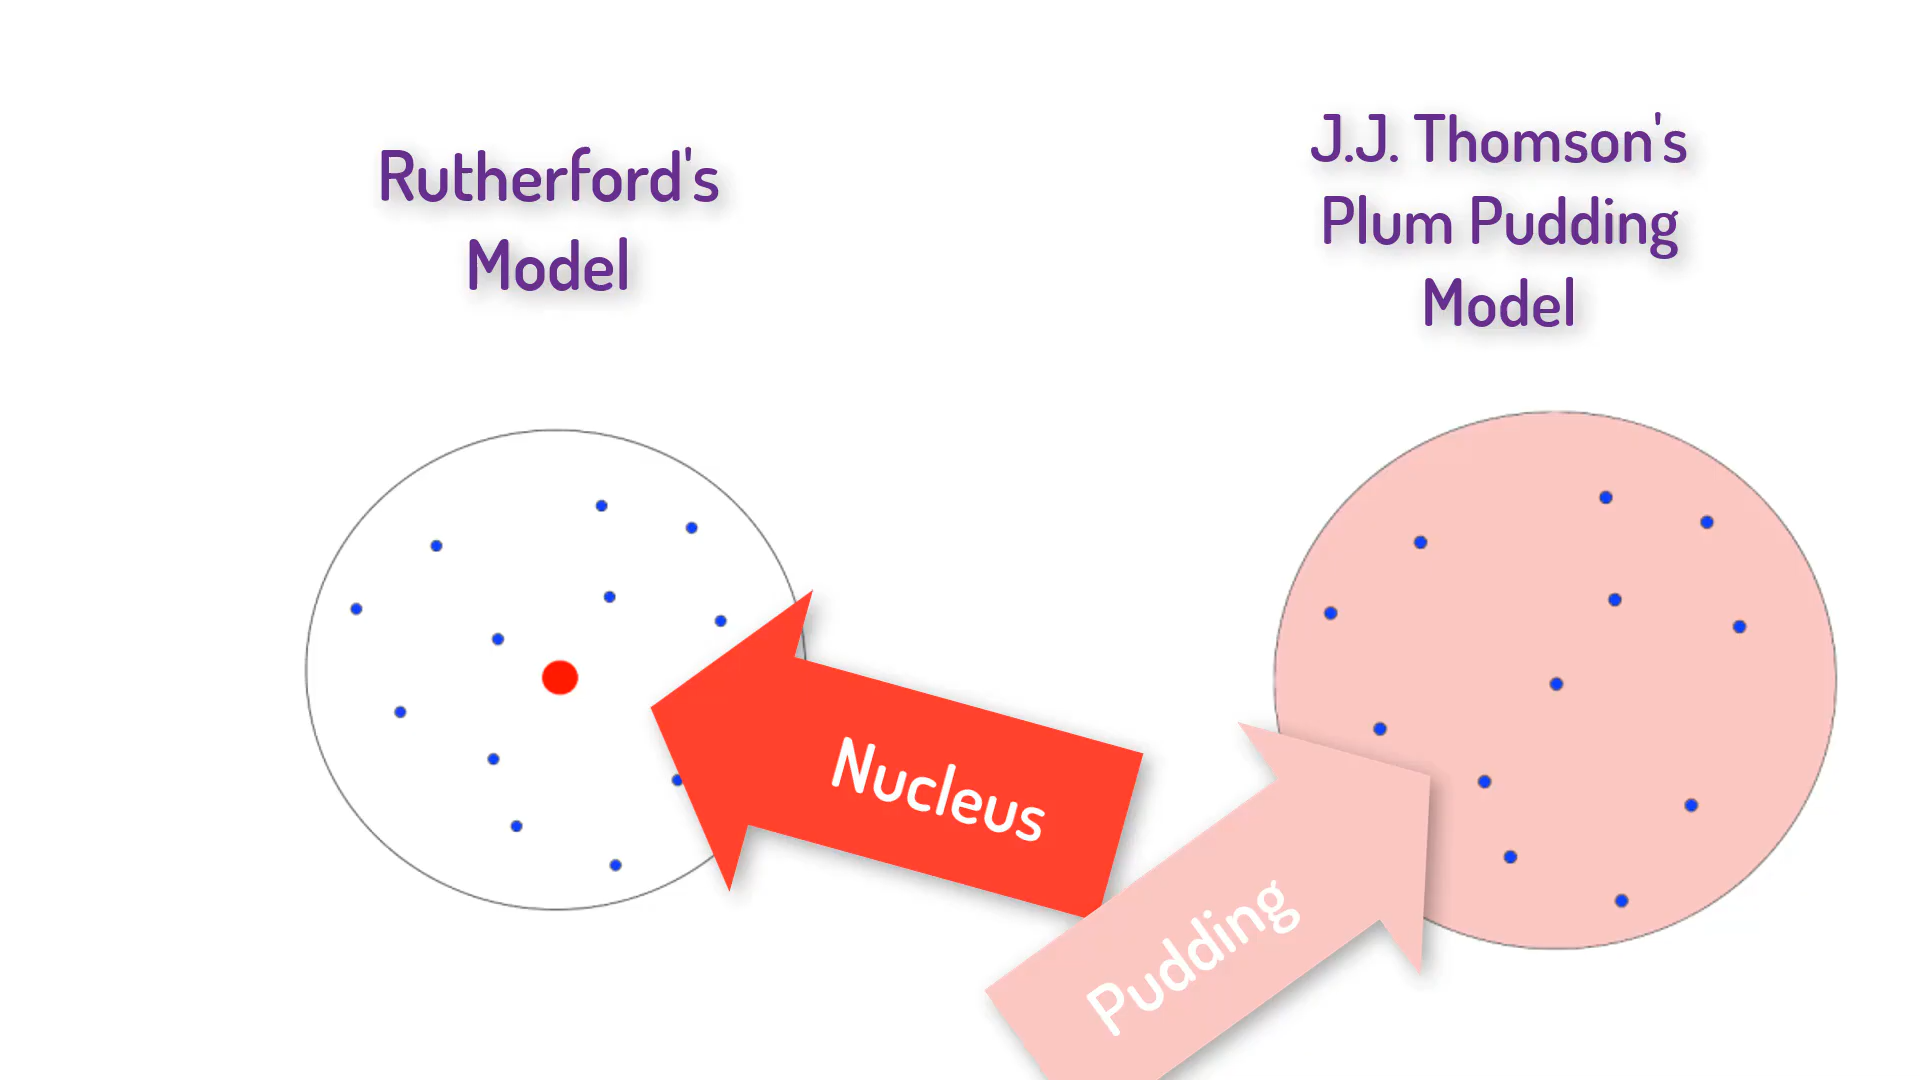 Rutherford's
Model
J.J. Thomson's
Plum Pudding
Model
Nucleus
Pudding